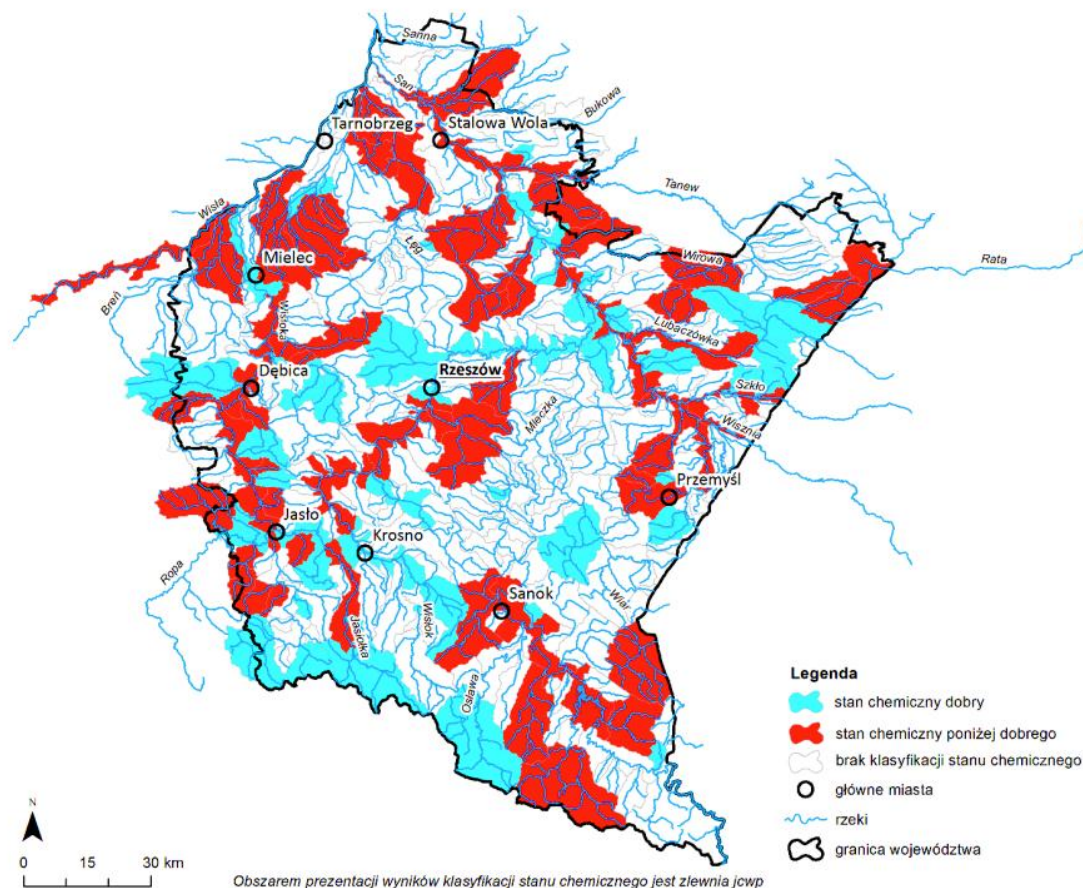 Sanna
San
Bukowa
Tarnobrzeg
Stalowa Wola
Tanew
Wisła
Łęg
Wirowa
Rata
Mielec
Breń
Wisłoka
Lubaczówka
Dębica
Rzeszów
Szkło
Mleczka
Wisznia
Przemyśl
Jasło
Krosno
Ropa
Sanok
Wiar
Jasiołka
Wisłok
Osława
Legenda
stan chemiczny dobry
stan chemiczny poniżej dobrego
brak klasyfikacji stanu chemicznego
główne miasta
rzeki
granica województwa
N
0 15 30 km
Obszarem prezentacji wyników klasyfikacji stanu chemicznego jest zlewnia jcwp